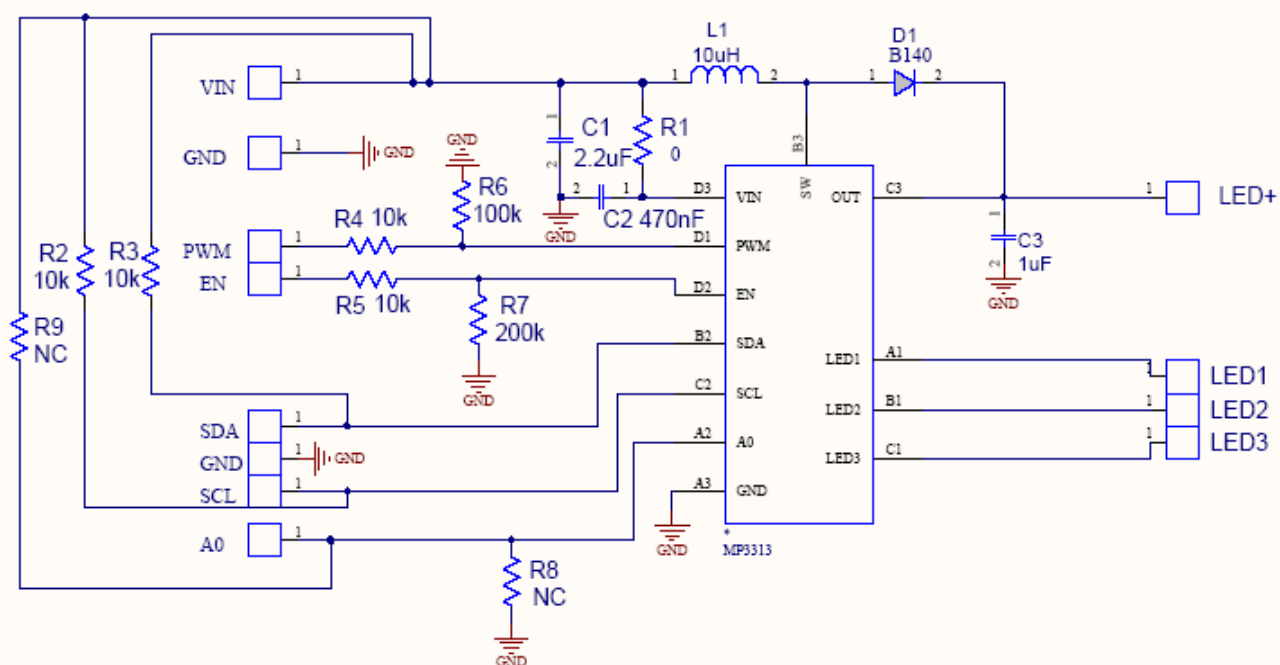 L1
10uH
D1
B140
VIN
1
1
2
1
2
GND
1
GND
GND
1
2
C1
2.2uF
R1
0
B3
SW
2
1
C2 470nF
GND
D3
VIN
OUT
C3
1
LED+
R6
100k
PWM
1
R4 10k
D1
PWM
1
2
C3
1uF
GND
EN
1
R5 10k
D2
EN
R2
10k
R3
10k
R7
200k
GND
R9
NC
B2
SDA
LED1
A1
1
LED1
C2
SCL
LED2
B1
1
LED2
SDA
1
A2
A0
LED3
C1
1
LED3
GND
1
GND
SCL
1
A3
GND
GND
A0
1
*
MP3313
R8
NC
GND